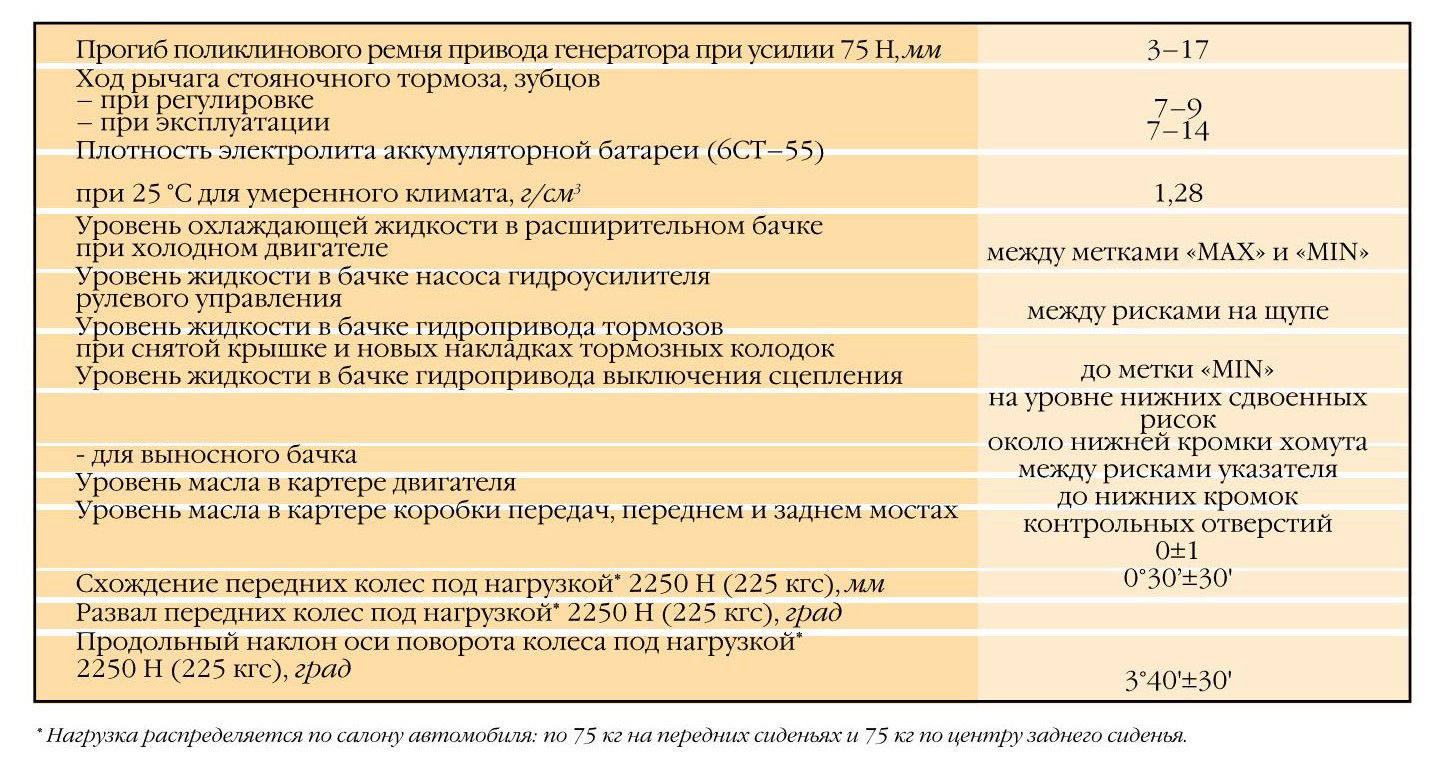 Прогиб поликлинового ремня привода генератора при усилии 75 Н, мм 3–17
Ход рычага стояночного тормоза, зубцов
– при регулировке 7–9
– при эксплуатации 7–14
Плотность электролита аккумуляторной батареи (6СТ–55)
при 25 °С для умеренного климата, г/см³ 1,28
Уровень охлаждающей жидкости в расширительном бачке
при холодном двигателе между метками «MAX» и «MIN»
Уровень жидкости в бачке насоса гидроусилителя
рулевого управления между рисками на щупе
Уровень жидкости в бачке гидропривода тормозов
при снятой крышке и новых накладках тормозных колодок
Уровень жидкости в бачке гидропривода выключения сцепления до метки «MIN»
на уровне нижних сдвоенных
рисок
- для выносного бачка около нижней кромки хомута
между рисками указателя
Уровень масла в картере двигателя до нижних кромок
Уровень масла в картере коробки передач, переднем и заднем мостах контрольных отверстий
0±1
Схождение передних колес под нагрузкой* 2250 Н (225 кгс), мм 0°30’±30'
Развал передних колес под нагрузкой* 2250 Н (225 кгс), град
Продольный наклон оси поворота колеса под нагрузкой*
2250 Н (225 кгс), град 3°40'±30'
* Нагрузка распределяется по салону автомобиля: по 75 кг на передних сиденьях и 75 кг по центру заднего сиденья.